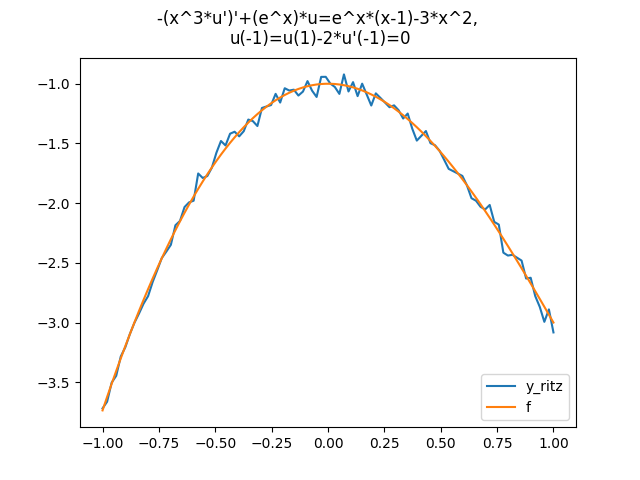 -(x^3*u')'+(e^x)*u=e^x*(x-1)-3*x^2,
u(-1)=u(1)-2*u'(-1)=0
−1.0
−1.5
−2.0
−2.5
−3.0
−3.5
y_ritz
f
−1.00 −0.75 −0.50 −0.25 0.00 0.25 0.50 0.75 1.00